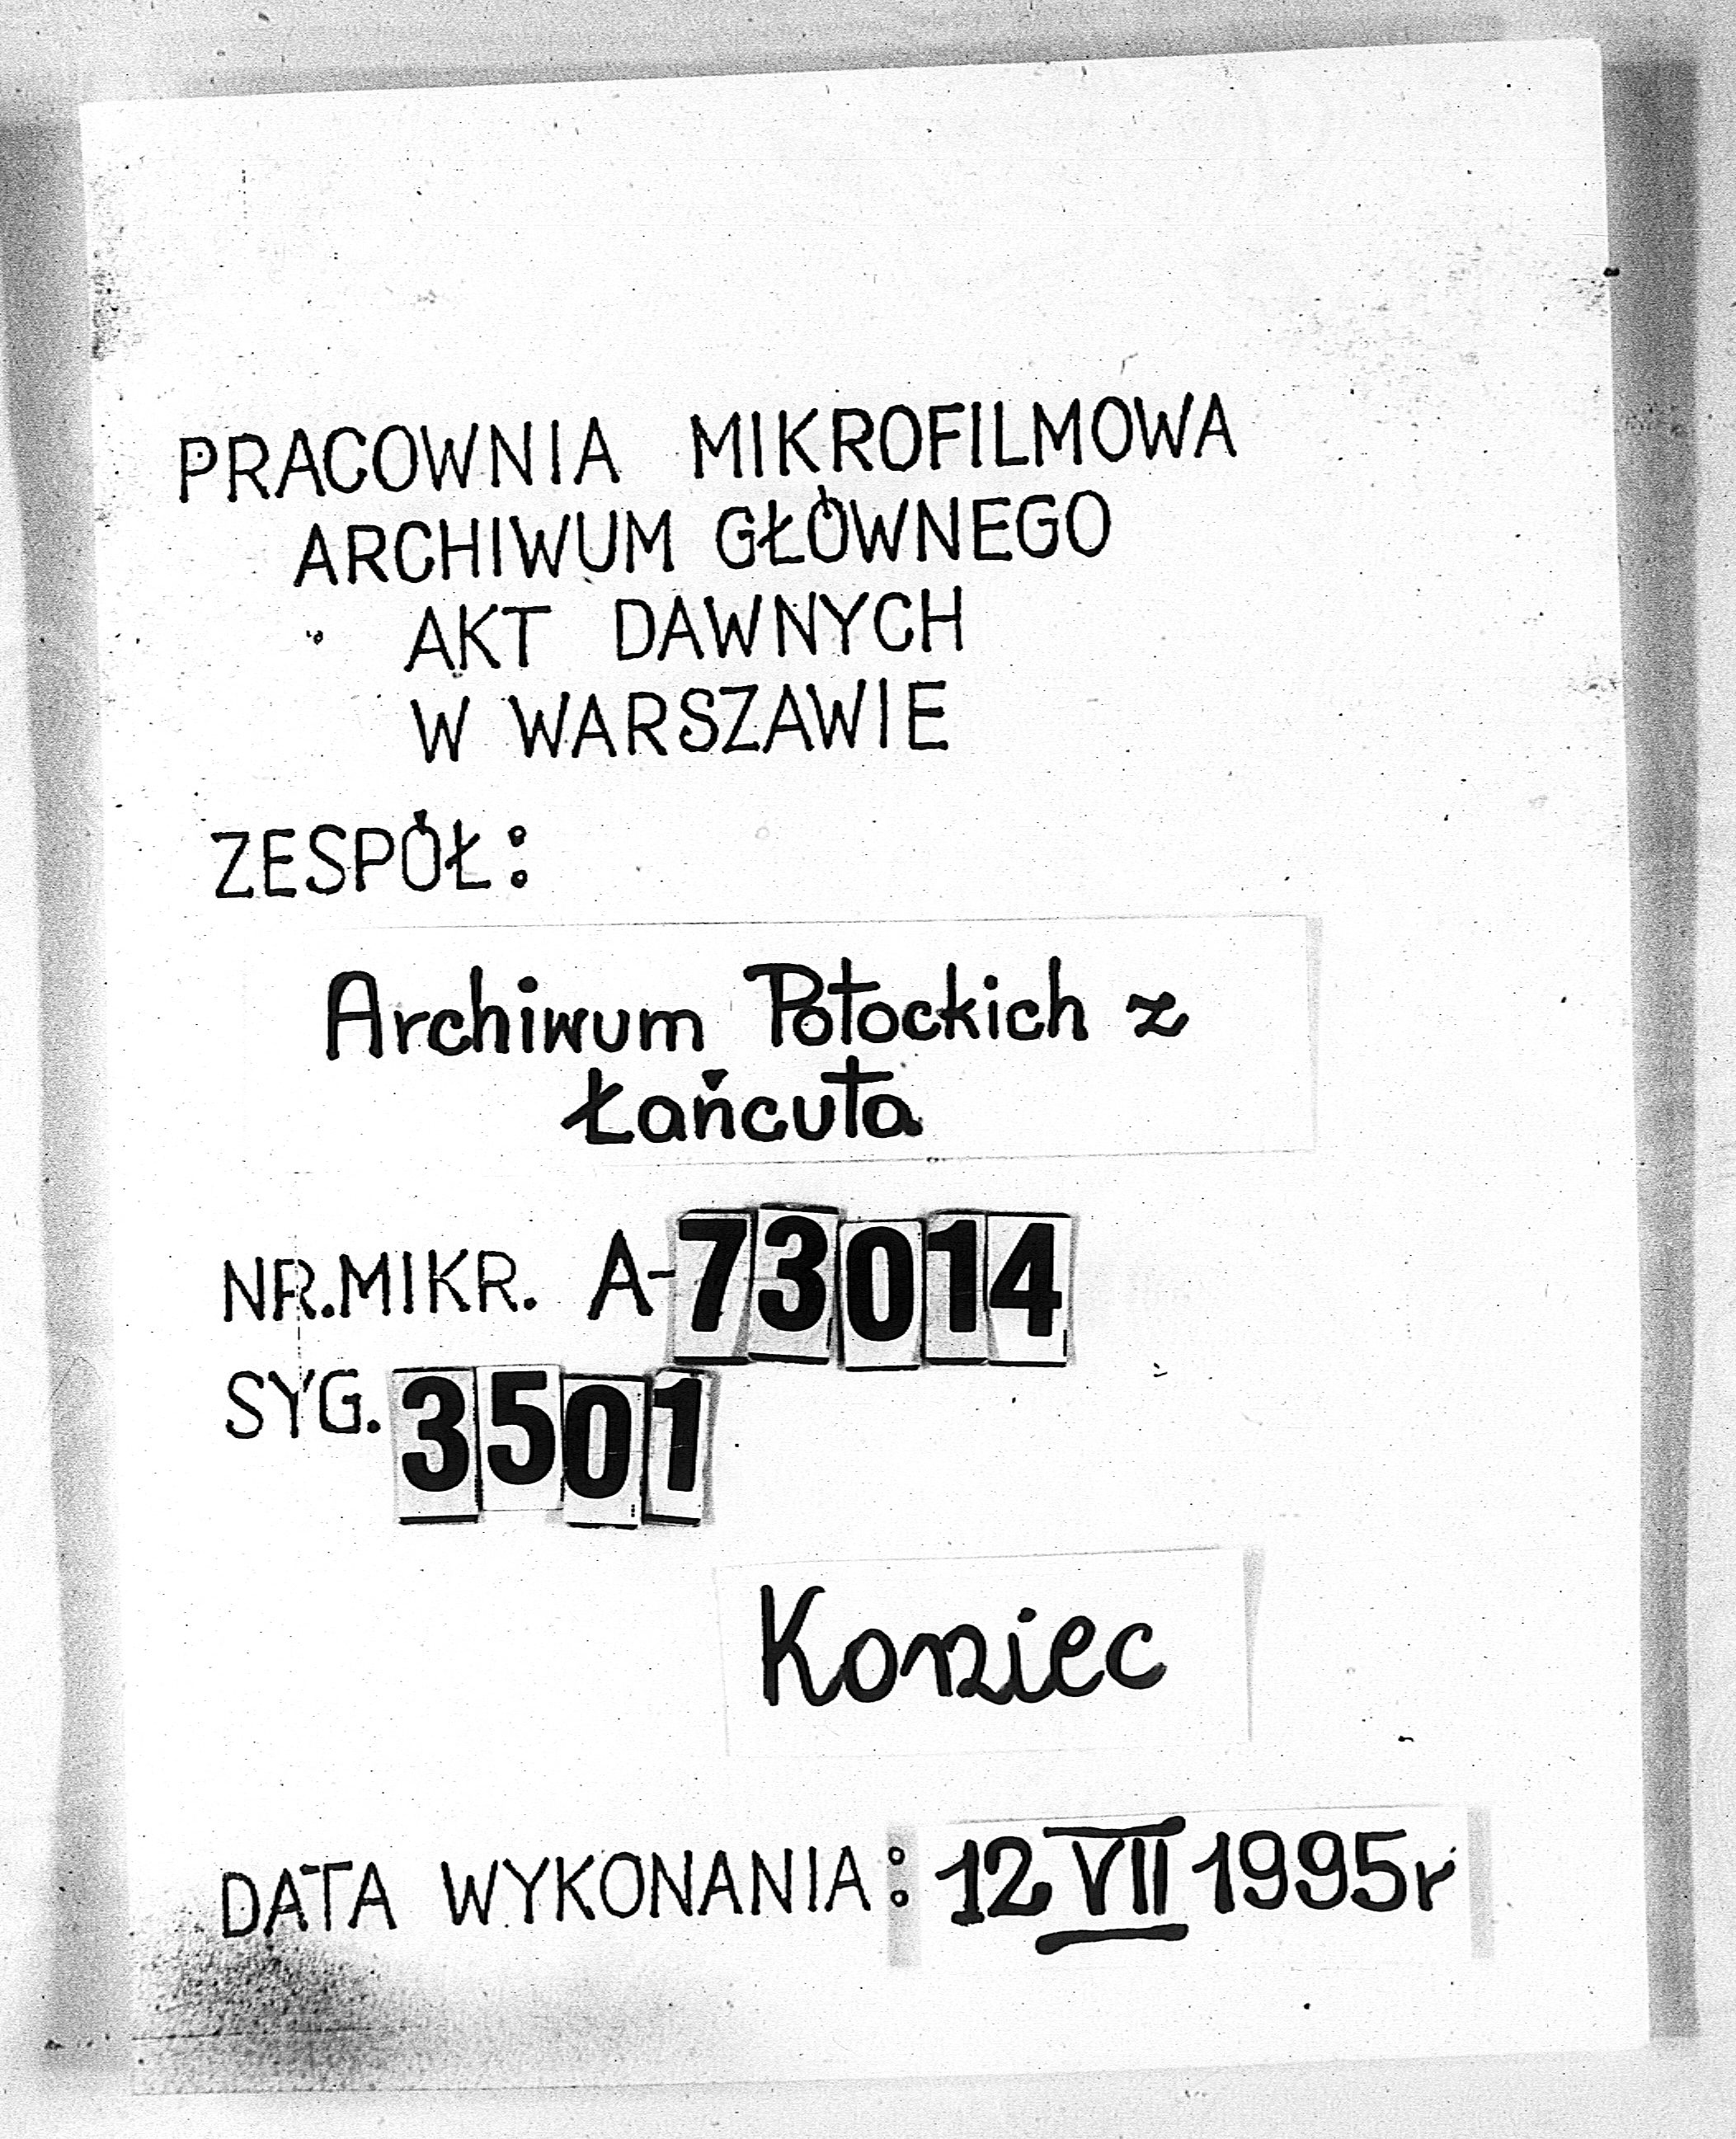 PRACOWNIA MIKROFILMOWA
ARCHIWUM GŁÓWNEGO
AKT DAWNYCH
W WARSZAWIE
ZESPÓŁ:
Archiwum Potockich z
Łańcuta
NR.MIKR. A-73014
SYG. 3501
Koniec
DATA WYKONANIA: 12 VII 1995r